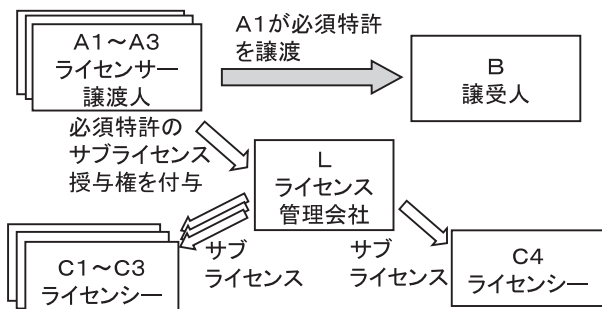 A1～A3
ライセンサー
譲渡人
A1が必須特許
を譲渡
B
譲受人
必須特許の
サブライセンス
授与権を付与
L
ライセンス
管理会社
サブ
ライセンス
サブ
ライセンス
C1～C3
ライセンシー
C4
ライセンシー